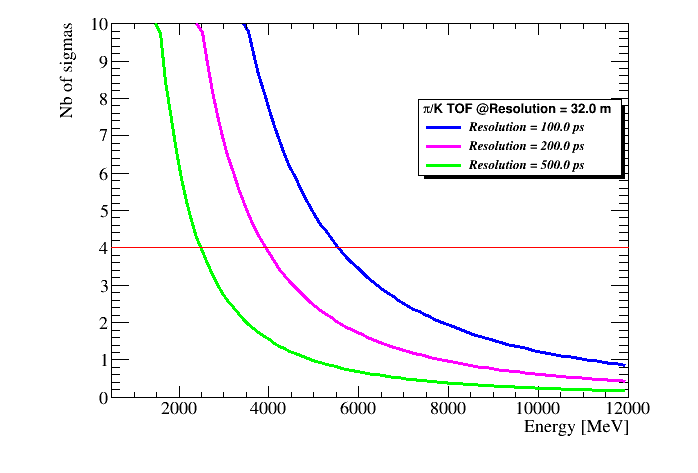 Nb of sigmas
10
9
8
7
6
5
4
3
2
1
0
π/K TOF @Resolution = 32.0 m
Resolution = 100.0 ps
Resolution = 200.0 ps
Resolution = 500.0 ps
2000 4000 6000 8000 10000 12000
Energy [MeV]